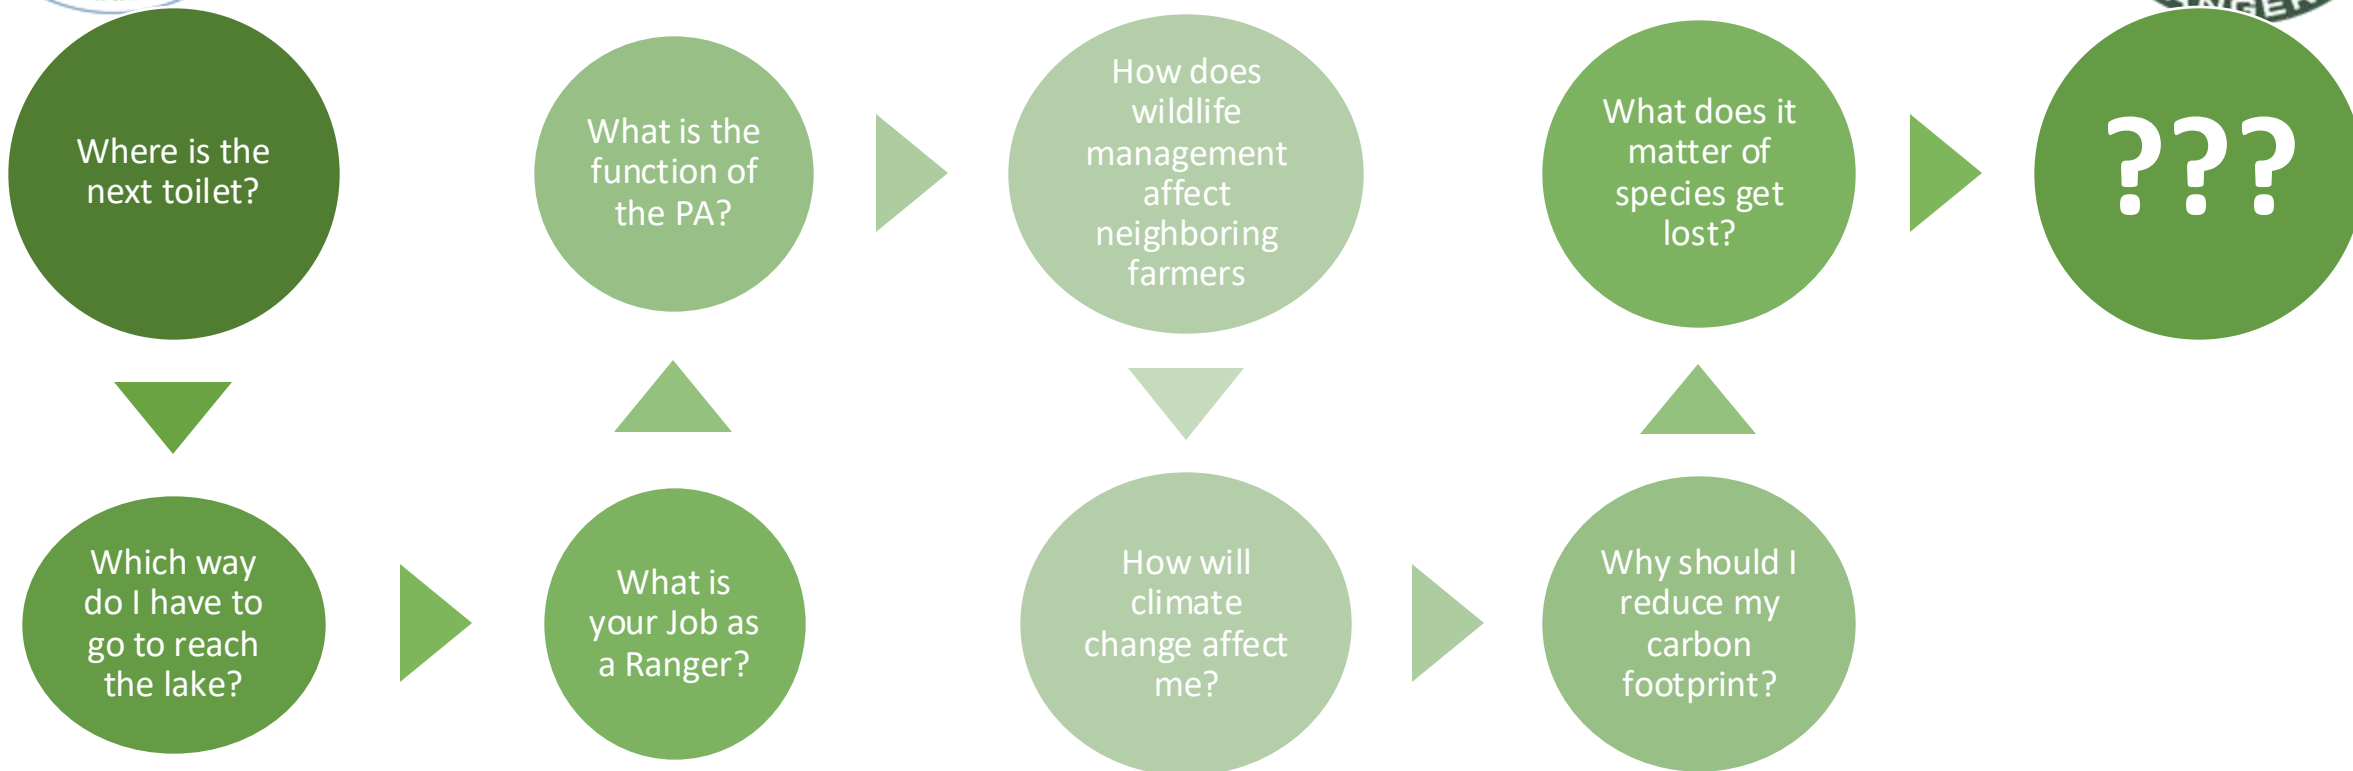 Where is the
next toilet?
Which way
do I have to
go to reach
the lake?
What is
your Job as
a Ranger?
What is the
function of
the PA?
How does
wildlife
management
affect
neighboring
farmers
How will
climate
change affect
me?
Why should I
reduce my
carbon
footprint?
What does it
matter of
species get
lost?
???